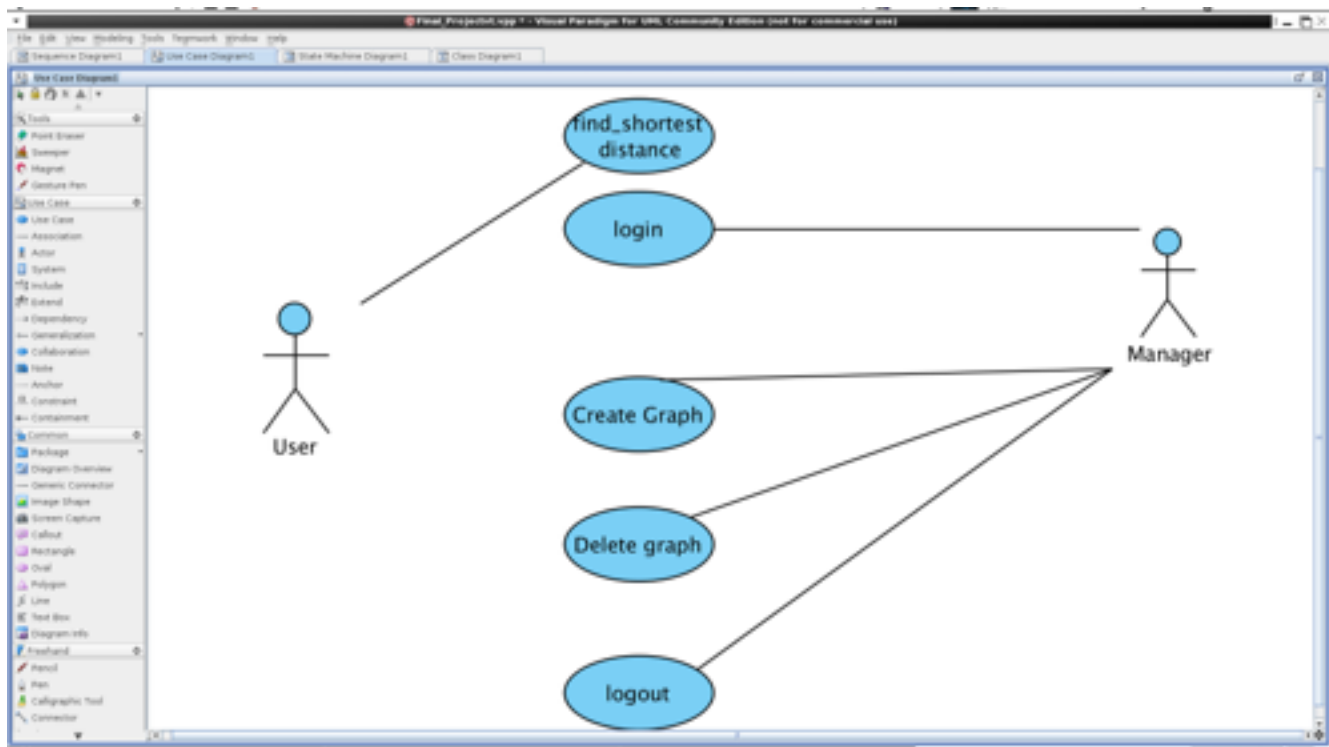 Final_Project.vpp * - Visual Paradigm for UML Community Edition (not for commercial use)
File Edit View Modeling Tools Teamwork Window Help
Sequence Diagram1 Use Case Diagram1 State Machine Diagram1 Class Diagram1
Use Case Diagram1
Tools
Point Eraser
Sweeper
Magnet
Gesture Pen
Use Case
Use Case
Association
Actor
System
Include
Extend
Dependency
Generalization
Collaboration
Note
Anchor
Constraint
Containment
Common
Package
Diagram Overview
Generic Connector
Image Shape
Screen Capture
Callout
Rectangle
Oval
Polygon
Line
Text Box
Diagram Info
Freehand
Pencil
Pen
Calligraphic Tool
Connector
find_shortest
distance
login
Manager
Create Graph
User
Delete graph
logout